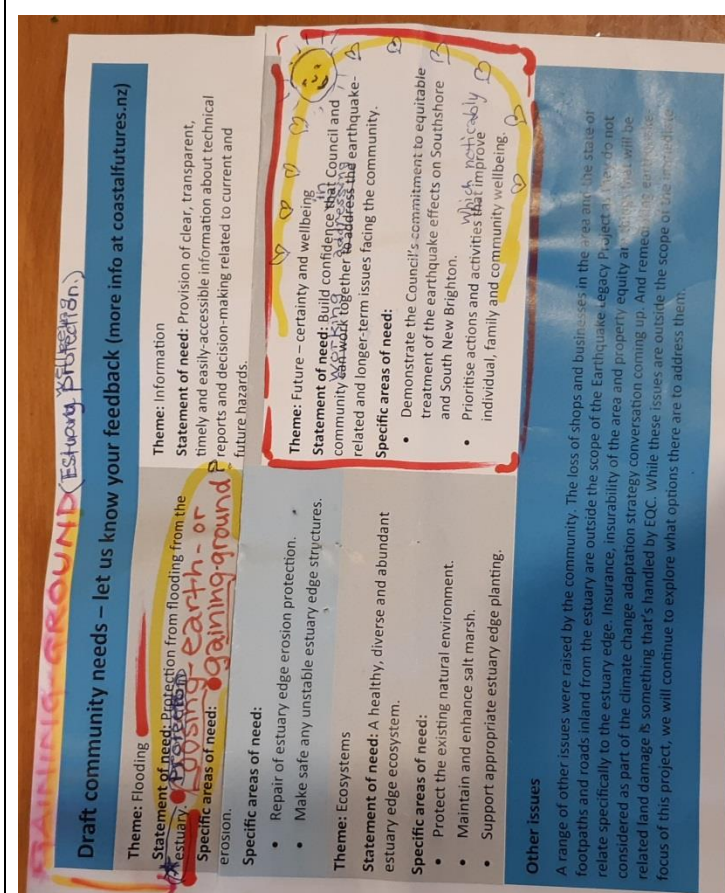 GAINING-GROUND (Estuary protection.)
wellbeing
Draft community needs – let us know your feedback (more info at coastalfutures.nz)
Theme: Flooding
Statement of need: Protection from flooding from the
estuary. Protection
Loosing-earth-or
Specific areas of need: gaining-ground ?
erosion.
Specific areas of need:
• Repair of estuary edge erosion protection.
• Make safe any unstable estuary edge structures.
Theme: Ecosystems
Statement of need: A healthy, diverse and abundant
estuary edge ecosystem.
Specific areas of need:
• Protect the existing natural environment.
• Maintain and enhance salt marsh.
• Support appropriate estuary edge planting.
Theme: Information
Statement of need: Provision of clear, transparent,
timely and easily-accessible information about technical
reports and decision-making related to current and
future hazards.
Theme: Future – certainty and wellbeing
Statement of need: Build confidence that Council and
in
community can work together to address the earthquake-
working addressing
related and longer-term issues facing the community.
Specific areas of need:
• Demonstrate the Council's commitment to equitable
treatment of the earthquake effects on Southshore
and South New Brighton.
which noticably
• Prioritise actions and activities that improve
individual, family and community wellbeing.
Other issues
A range of other issues were raised by the community. The loss of shops and businesses in the area and the state of
footpaths and roads inland from the estuary are outside the scope of the Earthquake Legacy Project as they do not
relate specifically to the estuary edge. Insurance, insurability of the area and property equity are that will be
considered as part of the climate change adaptation strategy conversation coming up. And remediating earthquake
related land damage is something that's handled by EQC. While these issues are outside the scope of the immediate
focus of this project, we will continue to explore what options there are to address them.